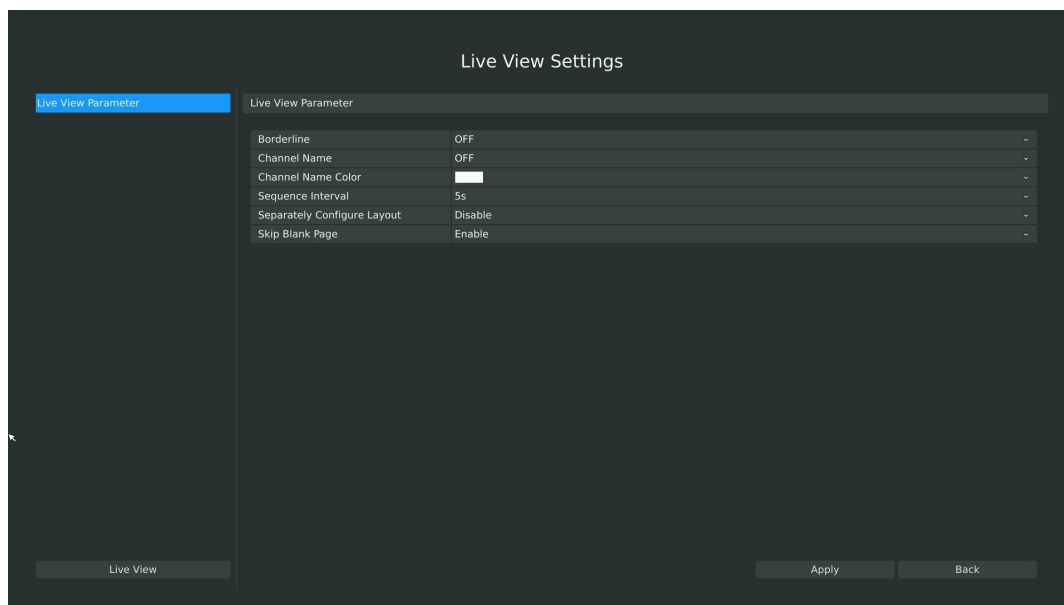 Live View Settings
Live View Parameter
Live View Parameter
Borderline OFF
Channel Name OFF
Channel Name Color
Sequence Interval 5s
Separately Configure Layout Disable
Skip Blank Page Enable
Live View
Apply
Back